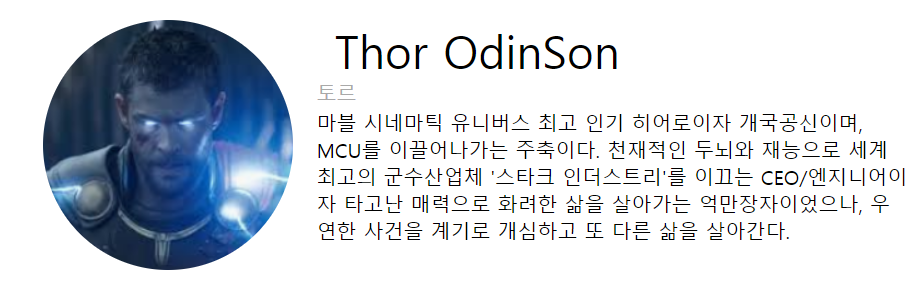 Thor OdinSon
토르
마블 시네마틱 유니버스 최고 인기 히어로이자 개국공신이며,
MCU를 이끌어나가는 주축이다. 천재적인 두뇌와 재능으로 세계
최고의 군수산업체 '스타크 인더스트리'를 이끄는 CEO/엔지니어이
자 타고난 매력으로 화려한 삶을 살아가는 억만장자이었으나, 우
연한 사건을 계기로 개심하고 또 다른 삶을 살아간다.